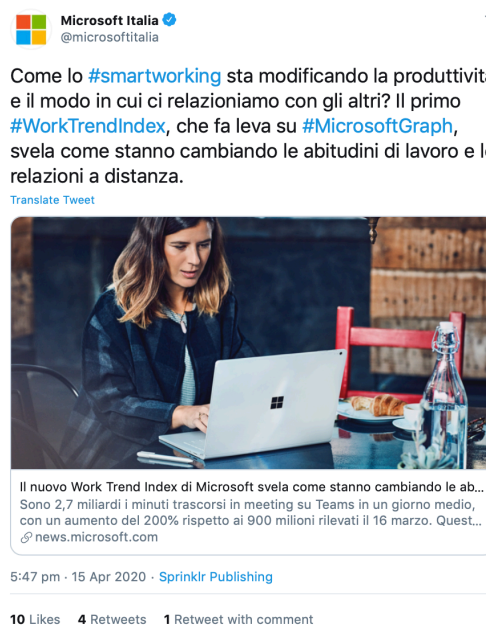 Microsoft Italia
@microsoftitalia
Come lo #smartworking sta modificando la produttivit
e il modo in cui ci relazioniamo con gli altri? Il primo
#WorkTrendIndex, che fa leva su #MicrosoftGraph,
svela come stanno cambiando le abitudini di lavoro e l
relazioni a distanza.
Translate Tweet
Il nuovo Work Trend Index di Microsoft svela come stanno cambiando le ab...
Sono 2,7 miliardi i minuti trascorsi in meeting su Teams in un giorno medio,
con un aumento del 200% rispetto ai 900 milioni rilevati il 16 marzo. Quest...
news.microsoft.com
5:47 pm · 15 Apr 2020 · Sprinklr Publishing
10 Likes 4 Retweets 1 Retweet with comment